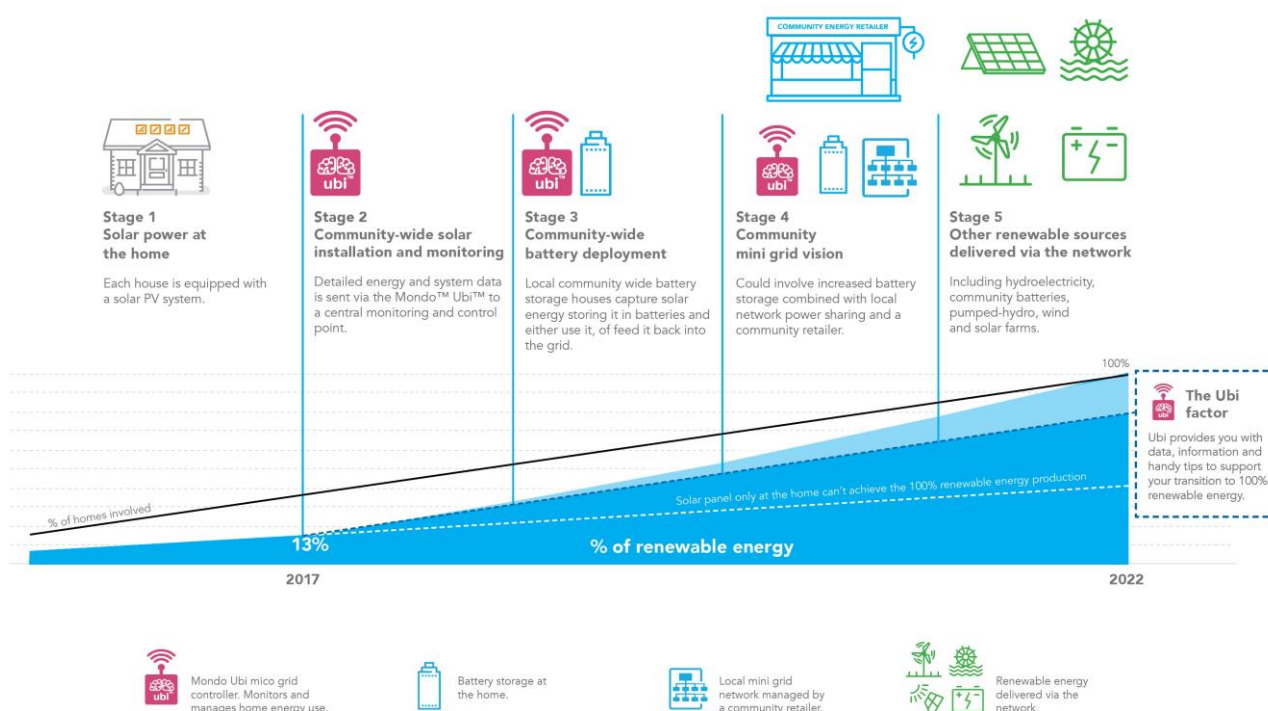 COMMUNITY ENERGY RETAILER
ubi™
ubi™
ubi™
Stage 1
Solar power at
the home
Each house is equipped with
a solar PV system.
Stage 2
Community-wide solar
installation and monitoring
Detailed energy and system data
is sent via the Mondo™ Ubi™ to
a central monitoring and control
point.
Stage 3
Community-wide
battery deployment
Local community wide battery
storage houses capture solar
energy storing it in batteries and
either use it, of feed it back into
the grid.
Stage 4
Community
mini grid vision
Could involve increased battery
storage combined with local
network power sharing and a
community retailer.
Stage 5
Other renewable sources
delivered via the network
Including hydroelectricity,
community batteries,
pumped-hydro, wind
and solar farms.
100%
ubi
The Ubi
factor
Ubi provides you with
data, information and
handy tips to support
your transition to 100%
renewable energy.
% of homes involved
Solar panel only at the home can't achieve the 100% renewable energy production
13%
% of renewable energy
2017
2022
ubi
Mondo Ubi mico grid
controller. Monitors and
manages home energy use.
Battery storage at
the home.
Local mini grid
network managed by
a community retailer.
Renewable energy
delivered via the
network.